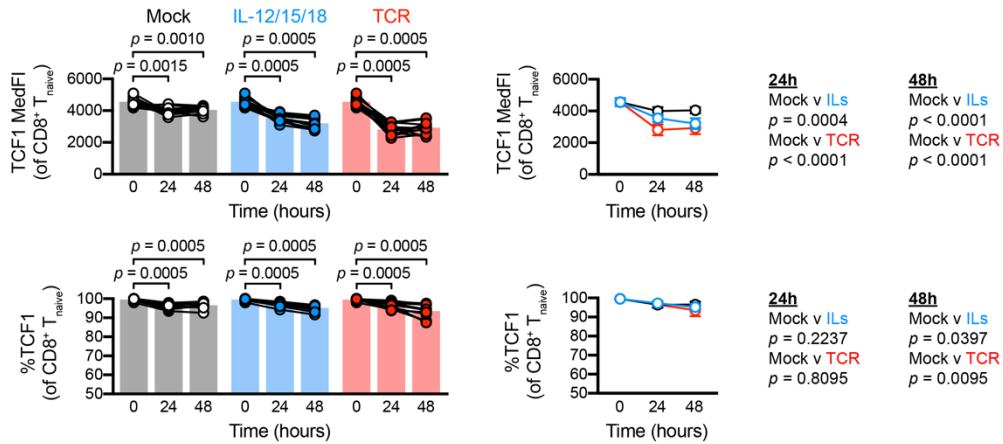 Mock
IL-12/15/18
TCR
p = 0.0010
p = 0.0005
p = 0.0005
p = 0.0015
p = 0.0005
p = 0.0005
TCF1 MedFI
(of CD8⁺ Tnaive)
6000
4000
2000
0
0 24 48
0 24 48
0 24 48
Time (hours)
Time (hours)
Time (hours)
TCF1 MedFI
(of CD8⁺ Tnaive)
6000
4000
2000
0
0 24 48
Time (hours)
24h
Mock v ILs
p = 0.0004
Mock v TCR
p < 0.0001
48h
Mock v ILs
p < 0.0001
Mock v TCR
p < 0.0001
p = 0.0005
p = 0.0005
p = 0.0005
p = 0.0005
p = 0.0005
p = 0.0005
%TCF1
(of CD8⁺ Tnaive)
100
90
80
70
60
50
0 24 48
0 24 48
0 24 48
Time (hours)
Time (hours)
Time (hours)
%TCF1
(of CD8⁺ Tnaive)
100
90
80
70
60
50
0 24 48
Time (hours)
24h
Mock v ILs
p = 0.2237
Mock v TCR
p = 0.8095
48h
Mock v ILs
p = 0.0397
Mock v TCR
p = 0.0095